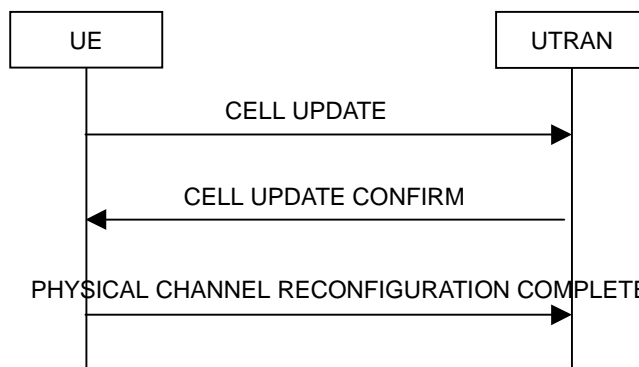 UE
UTRAN
CELL UPDATE
CELL UPDATE CONFIRM
PHYSICAL CHANNEL RECONFIGURATION COMPLETE